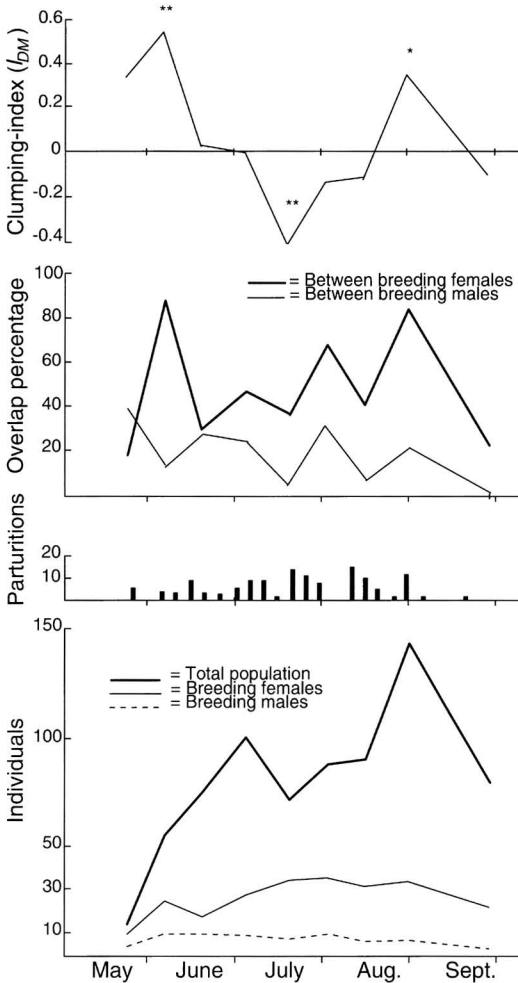 **
0.6
0.4
0.2
0
-0.2
-0.4
*
**
Clumping-index (I_DM)
100
80
60
40
20
Overlap percentage
= Between breeding females
= Between breeding males
20
10
Parturitions
150
100
50
30
10
Individuals
= Total population
= Breeding females
= Breeding males
May June July Aug. Sept.